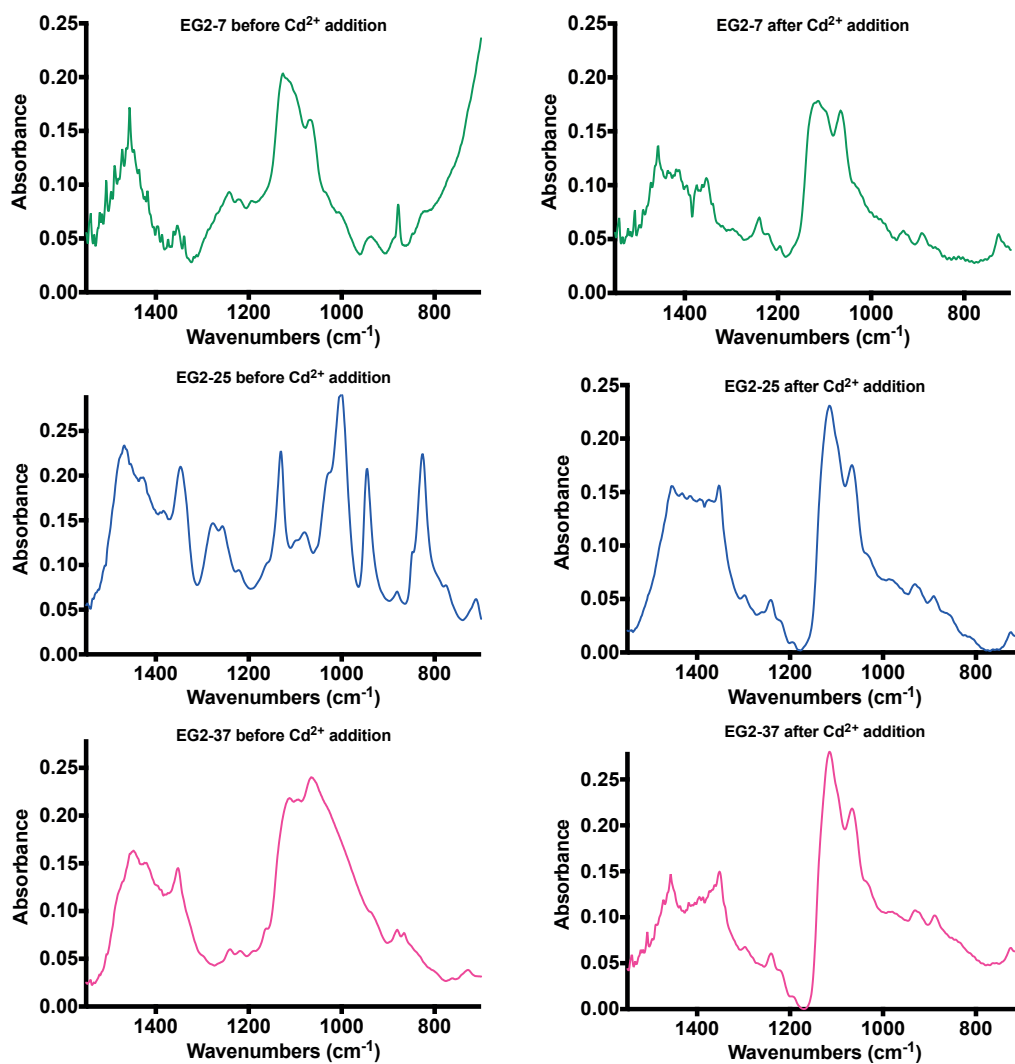 EG2-7 before Cd²⁺ addition
0.25
0.20
0.15
0.10
0.05
0.00
Absorbance
1400 1200 1000 800
Wavenumbers (cm⁻¹)
EG2-7 after Cd²⁺ addition
0.25
0.20
0.15
0.10
0.05
0.00
Absorbance
1400 1200 1000 800
Wavenumbers (cm⁻¹)
EG2-25 before Cd²⁺ addition
0.25
0.20
0.15
0.10
0.05
0.00
Absorbance
1400 1200 1000 800
Wavenumbers (cm⁻¹)
EG2-25 after Cd²⁺ addition
0.25
0.20
0.15
0.10
0.05
0.00
Absorbance
1400 1200 1000 800
Wavenumbers (cm⁻¹)
EG2-37 before Cd²⁺ addition
0.25
0.20
0.15
0.10
0.05
0.00
Absorbance
1400 1200 1000 800
Wavenumbers (cm⁻¹)
EG2-37 after Cd²⁺ addition
0.25
0.20
0.15
0.10
0.05
0.00
Absorbance
1400 1200 1000 800
Wavenumbers (cm⁻¹)